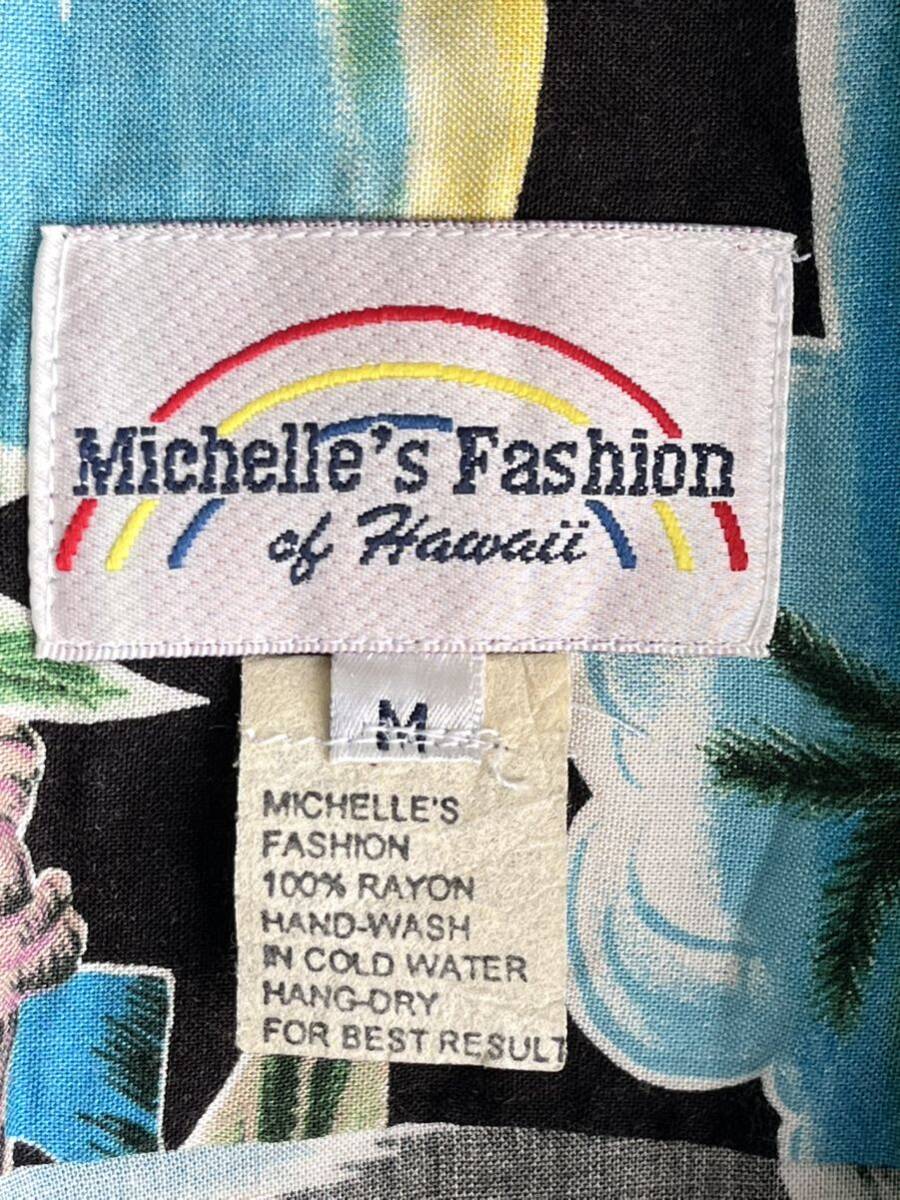 Michelle's Fashion
of Hawaii
M
MICHELLE'S
FASHION
100% RAYON
HAND-WASH
IN COLD WATER
HANG-DRY
FOR BEST RESULT